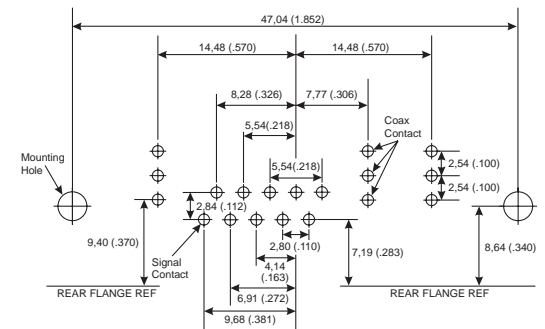 47,04 (1.852)
14,48 (.570)
14,48 (.570)
8,28 (.326)
7,77 (.306)
5,54(.218)
Coax
Contact
Mounting
Hole
5,54(.218)
2,54 (.100)
2,54 (.100)
2,84 (.112)
9,40 (.370)
Signal
Contact
2,80 (.110)
7,19 (.283)
8,64 (.340)
4,14
(.163)
REAR FLANGE REF
6,91 (.272)
REAR FLANGE REF
9,68 (.381)